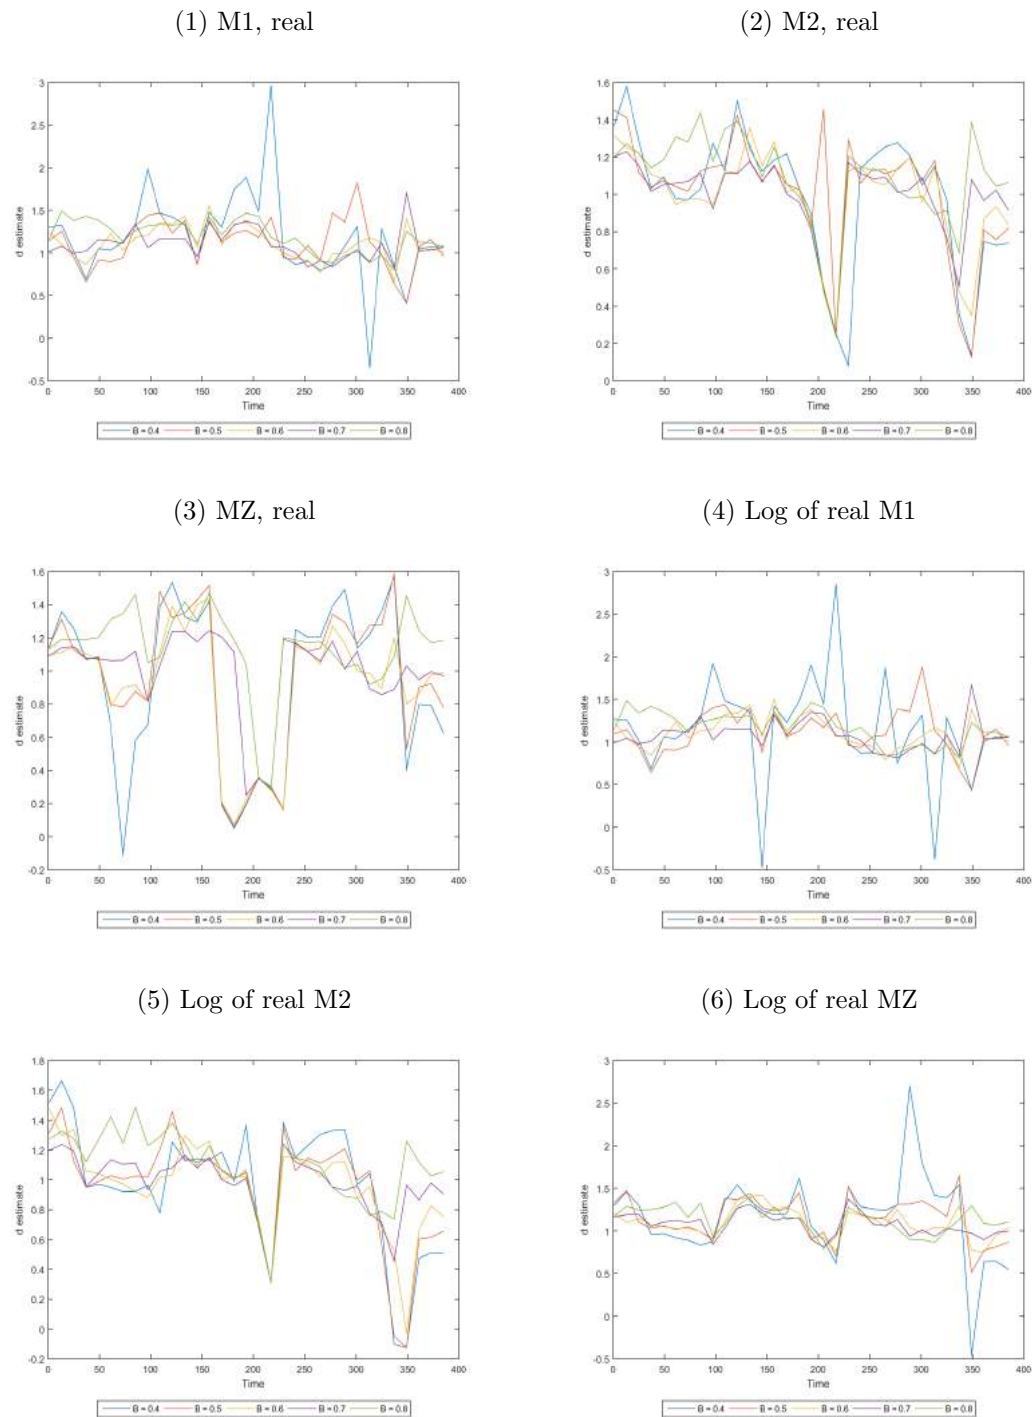 (1) M1, real
3
2.5
2
1.5
1
0.5
0
-0.5
d estimate
0 50 100 150 200 250 300 350 400
Time
B = 0.4 B = 0.5 B = 0.6 B = 0.7 B = 0.8
(2) M2, real
1.6
1.4
1.2
1
0.8
0.6
0.4
0.2
0
d estimate
0 50 100 150 200 250 300 350 400
Time
B = 0.4 B = 0.5 B = 0.6 B = 0.7 B = 0.8
(3) MZ, real
1.6
1.4
1.2
1
0.8
0.6
0.4
0.2
0
-0.2
d estimate
0 50 100 150 200 250 300 350 400
Time
B = 0.4 B = 0.5 B = 0.6 B = 0.7 B = 0.8
(4) Log of real M1
3
2.5
2
1.5
1
0.5
0
-0.5
d estimate
0 50 100 150 200 250 300 350 400
Time
B = 0.4 B = 0.5 B = 0.6 B = 0.7 B = 0.8
(5) Log of real M2
1.8
1.6
1.4
1.2
1
0.8
0.6
0.4
0.2
0
-0.2
d estimate
0 50 100 150 200 250 300 350 400
Time
B = 0.4 B = 0.5 B = 0.6 B = 0.7 B = 0.8
(6) Log of real MZ
3
2.5
2
1.5
1
0.5
0
-0.5
d estimate
0 50 100 150 200 250 300 350 400
Time
B = 0.4 B = 0.5 B = 0.6 B = 0.7 B = 0.8